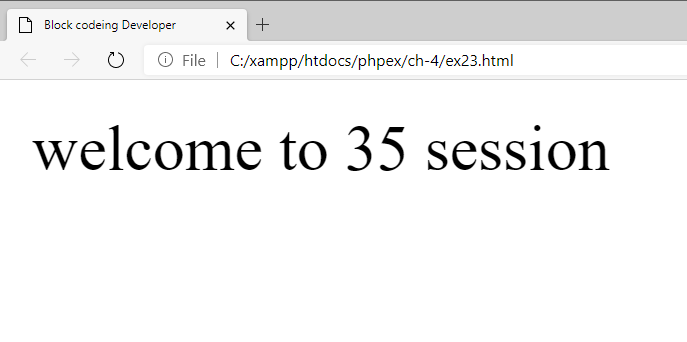 Block codeing Developer
File | C:/xampp/htdocs/phpex/ch-4/ex23.html
welcome to 35 session